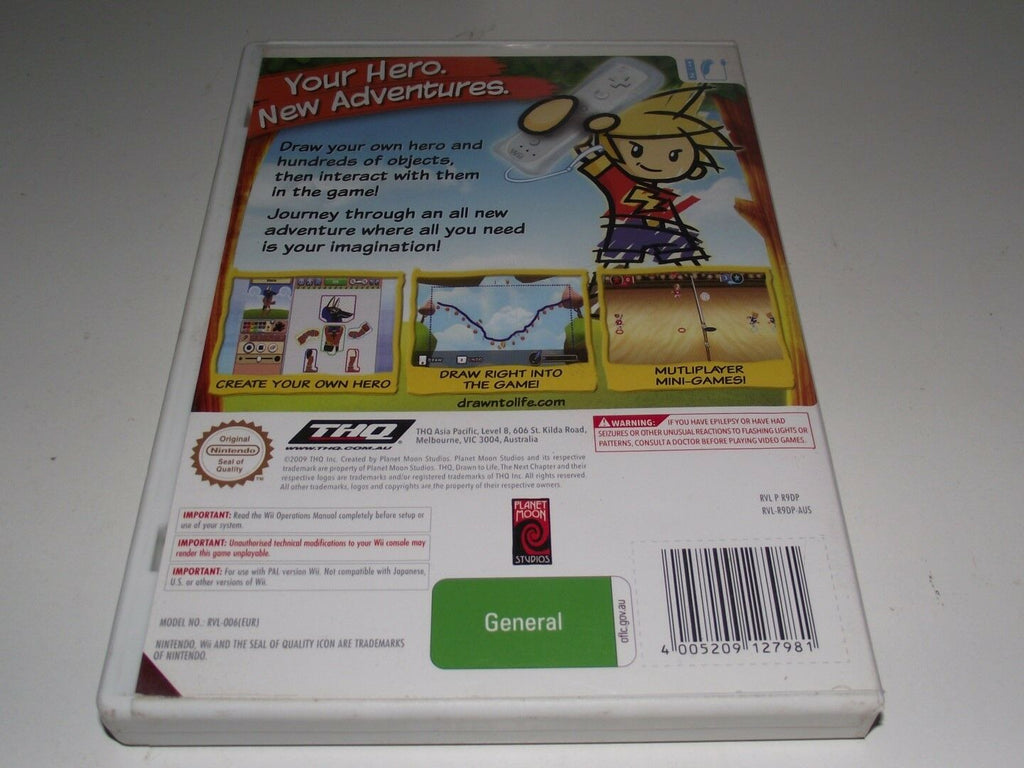 Your Hero.
New Adventures.
Draw your own hero and
hundreds of objects,
then interact with them
in the game!
Journey through an all new
adventure where all you need
is your imagination!
Wii
CREATE YOUR OWN HERO
DRAW RIGHT INTO
THE GAME!
MUTLIPLAYER
MINI-GAMES!
drawntolife.com
Original
Nintendo
Seal of
Quality
TM
THQ
WWW.THQ.COM.AU
THQ Asia Pacific, Level 8, 606 St. Kilda Road,
Melbourne, VIC 3004, Australia
WARNING: IF YOU HAVE EPILEPSY OR HAVE HAD
SEIZURES OR OTHER UNUSUAL REACTIONS TO FLASHING LIGHTS OR
PATTERNS, CONSULT A DOCTOR BEFORE PLAYING VIDEO GAMES.
©2009 THQ Inc. Created by Planet Moon Studios. Planet Moon Studios and its respective
trademark are property of Planet Moon Studios. THQ, Drawn to Life, The Next Chapter and their
respective logos are trademarks and/or registered trademarks of THQ Inc. All rights reserved.
All other trademarks, logos and copyrights are the property of their respective owners.
IMPORTANT: Read the Wii Operations Manual completely before setup or
use of your system.
IMPORTANT: Unauthorised technical modifications to your Wii console may
render this game unplayable.
IMPORTANT: For use with PAL version Wii. Not compatible with Japanese,
U.S. or other versions of Wii.
PLANET
MOON
STUDIOS
RVL P R9DP
RVL-R9DP-AUS
MODEL NO.: RVL-006(EUR)
NINTENDO, Wii AND THE SEAL OF QUALITY ICON ARE TRADEMARKS
OF NINTENDO.
General
oflc.gov.au
4 005209 127981